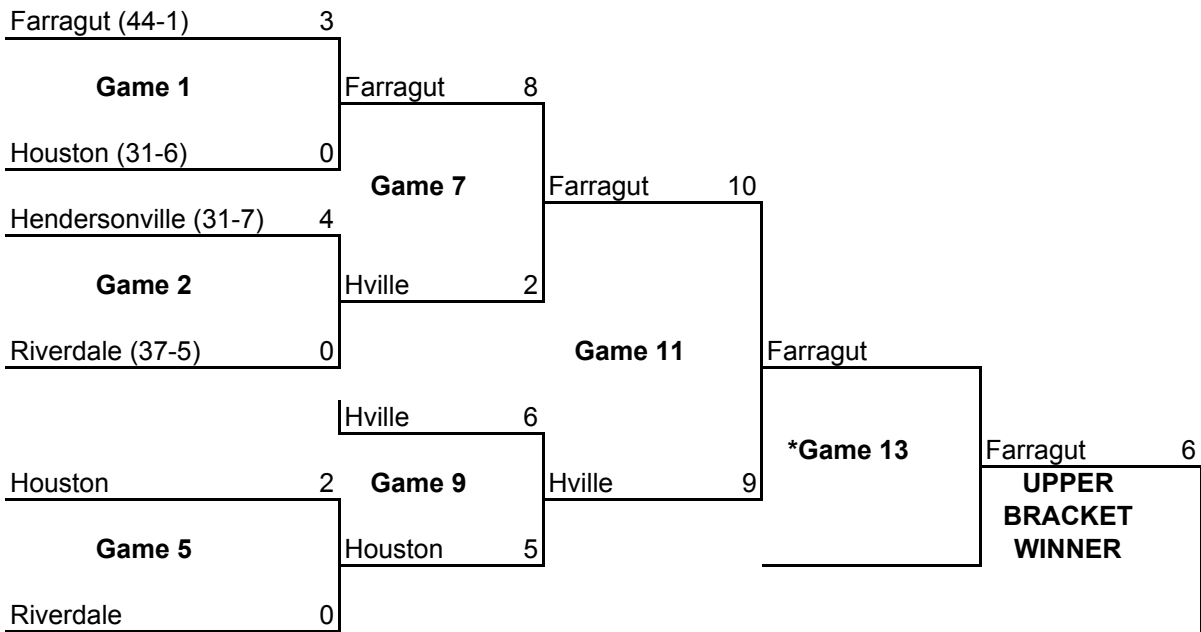 Farragut (44-1) 3
Game 1 Farragut 8
Houston (31-6) 0
Game 7 Farragut 10
Hendersonville (31-7) 4
Game 2 Hville 2
Riverdale (37-5) 0 Game 11 Farragut
Hville 6
*Game 13 Farragut 6
Houston 2 Game 9 Hville 9 UPPER
BRACKET
Game 5 Houston 5 WINNER
Riverdale 0